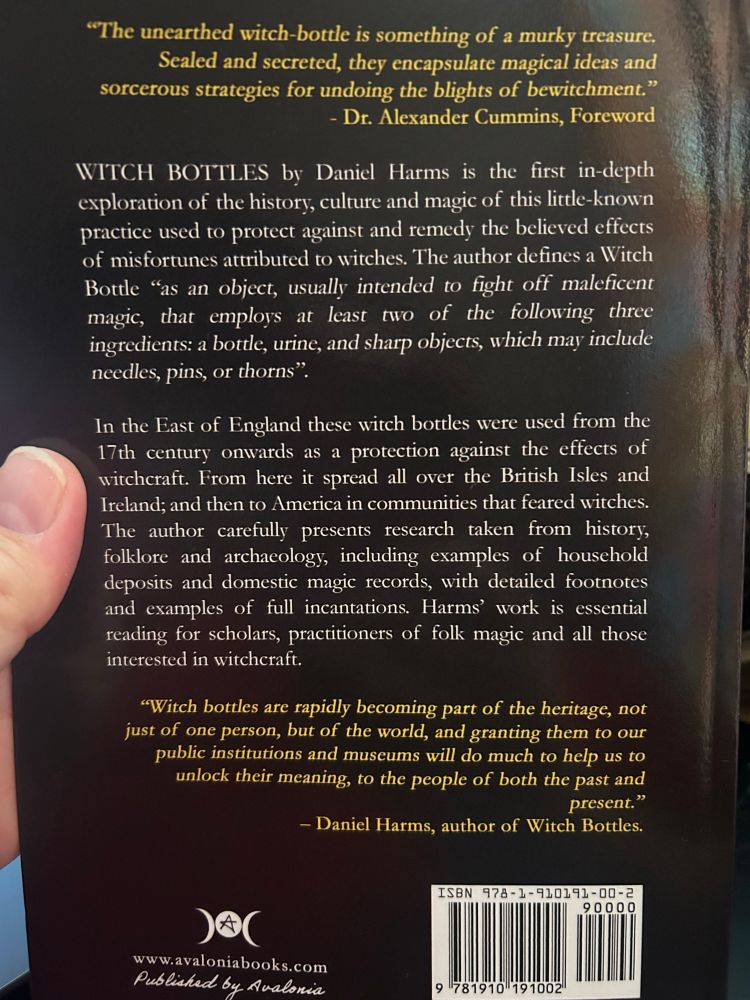 “The unearthed witch-bottle is something of a murky treasure.
Sealed and secreted, they encapsulate magical ideas and
sorcerous strategies for undoing the blights of bewitchment.”
- Dr. Alexander Cummins, Foreword
WITCH BOTTLES by Daniel Harms is the first in-depth
exploration of the history, culture and magic of this little-known
practice used to protect against and remedy the believed effects
of misfortunes attributed to witches. The author defines a Witch
Bottle “as an object, usually intended to fight off maleficent
magic, that employs at least two of the following three
ingredients: a bottle, urine, and sharp objects, which may include
needles, pins, or thorns”.
In the East of England these witch bottles were used from the
17th century onwards as a protection against the effects of
witchcraft. From here it spread all over the British Isles and
Ireland; and then to America in communities that feared witches.
The author carefully presents research taken from history,
folklore and archaeology, including examples of household
deposits and domestic magic records, with detailed footnotes
and examples of full incantations. Harms’ work is essential
reading for scholars, practitioners of folk magic and all those
interested in witchcraft.
“Witch bottles are rapidly becoming part of the heritage, not
just of one person, but of the world, and granting them to our
public institutions and museums will do much to help us to
unlock their meaning, to the people of both the past and
present.”
– Daniel Harms, author of Witch Bottles.
www.avaloniabooks.com
Published by Avalonia
ISBN 978-1-910191-00-2
90000
9 781910 191002